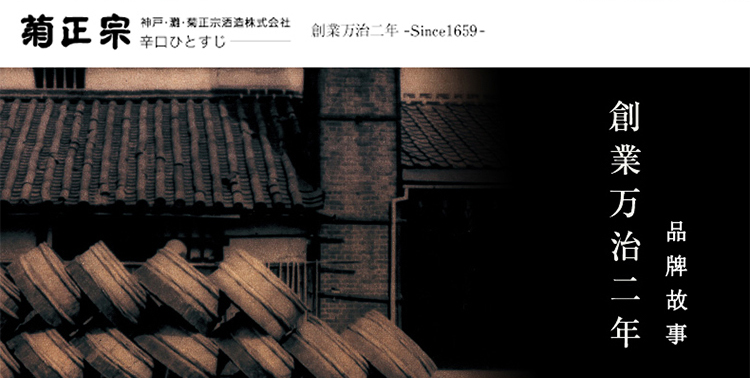 菊正宗
神戸・灘・菊正宗酒造株式会社
辛口ひとすじ
創業万治二年 -Since1659-
創業万治二年
品牌故事